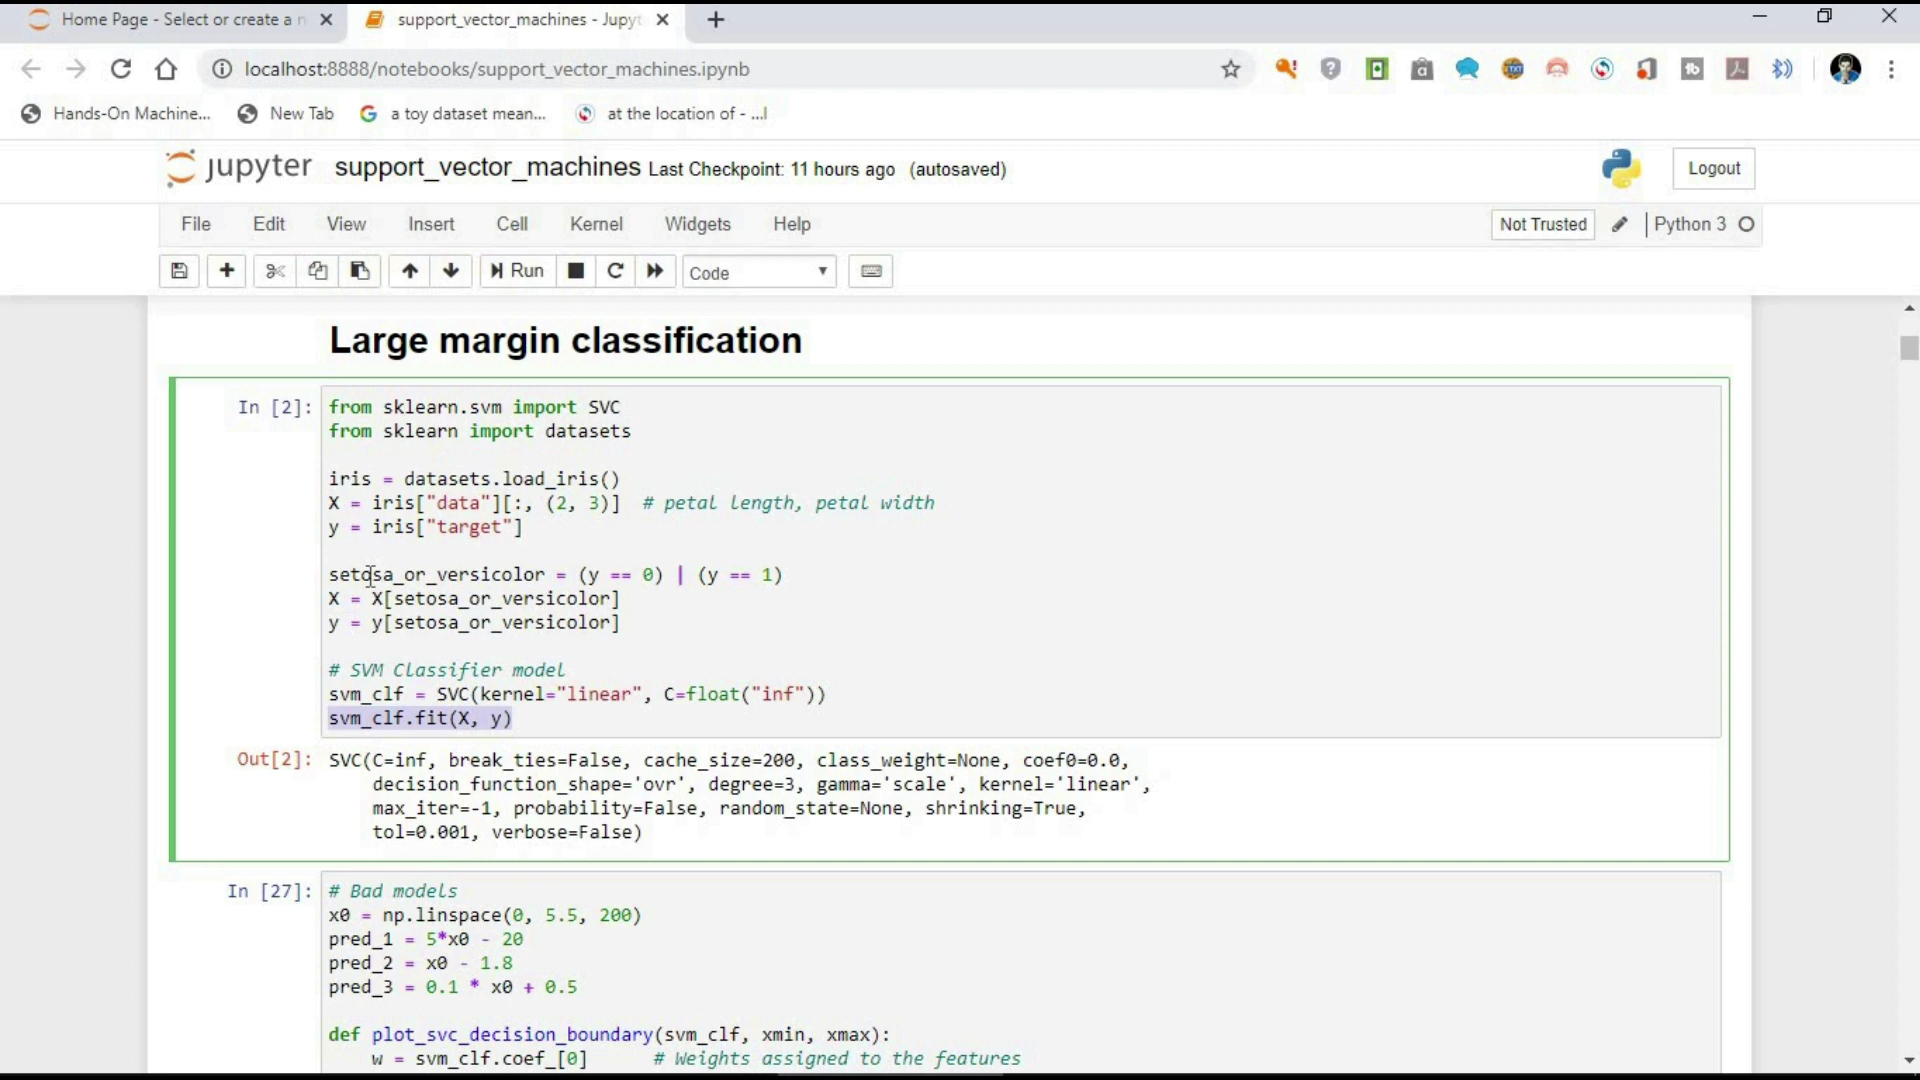 Home Page - Select or create a n
support_vector_machines - Jupyt
localhost:8888/notebooks/support_vector_machines.ipynb
Hands-On Machine... New Tab a toy dataset mean... at the location of - ...l
jupyter support_vector_machines Last Checkpoint: 11 hours ago (autosaved) Logout
File Edit View Insert Cell Kernel Widgets Help Not Trusted Python 3
Run Code
Large margin classification
In [2]: from sklearn.svm import SVC
from sklearn import datasets
iris = datasets.load_iris()
X = iris["data"][:, (2, 3)]  # petal length, petal width
y = iris["target"]
setosa_or_versicolor = (y == 0) | (y == 1)
X = X[setosa_or_versicolor]
y = y[setosa_or_versicolor]
# SVM Classifier model
svm_clf = SVC(kernel="linear", C=float("inf"))
svm_clf.fit(X, y)
Out[2]: SVC(C=inf, break_ties=False, cache_size=200, class_weight=None, coef0=0.0,
decision_function_shape='ovr', degree=3, gamma='scale', kernel='linear',
max_iter=-1, probability=False, random_state=None, shrinking=True,
tol=0.001, verbose=False)
In [27]: # Bad models
x0 = np.linspace(0, 5.5, 200)
pred_1 = 5*x0 - 20
pred_2 = x0 - 1.8
pred_3 = 0.1 * x0 + 0.5
def plot_svc_decision_boundary(svm_clf, xmin, xmax):
w = svm_clf.coef_[0]      # Weights assigned to the features